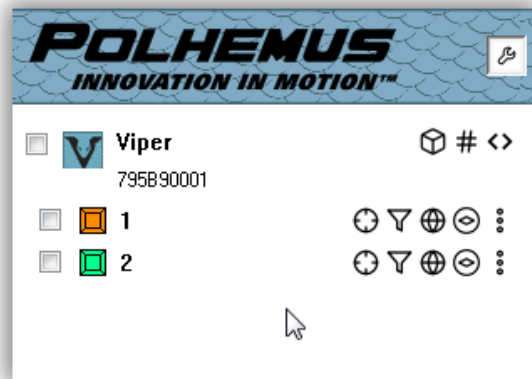 POLHEMUS
INNOVATION IN MOTION™
Viper
795B90001
1
2